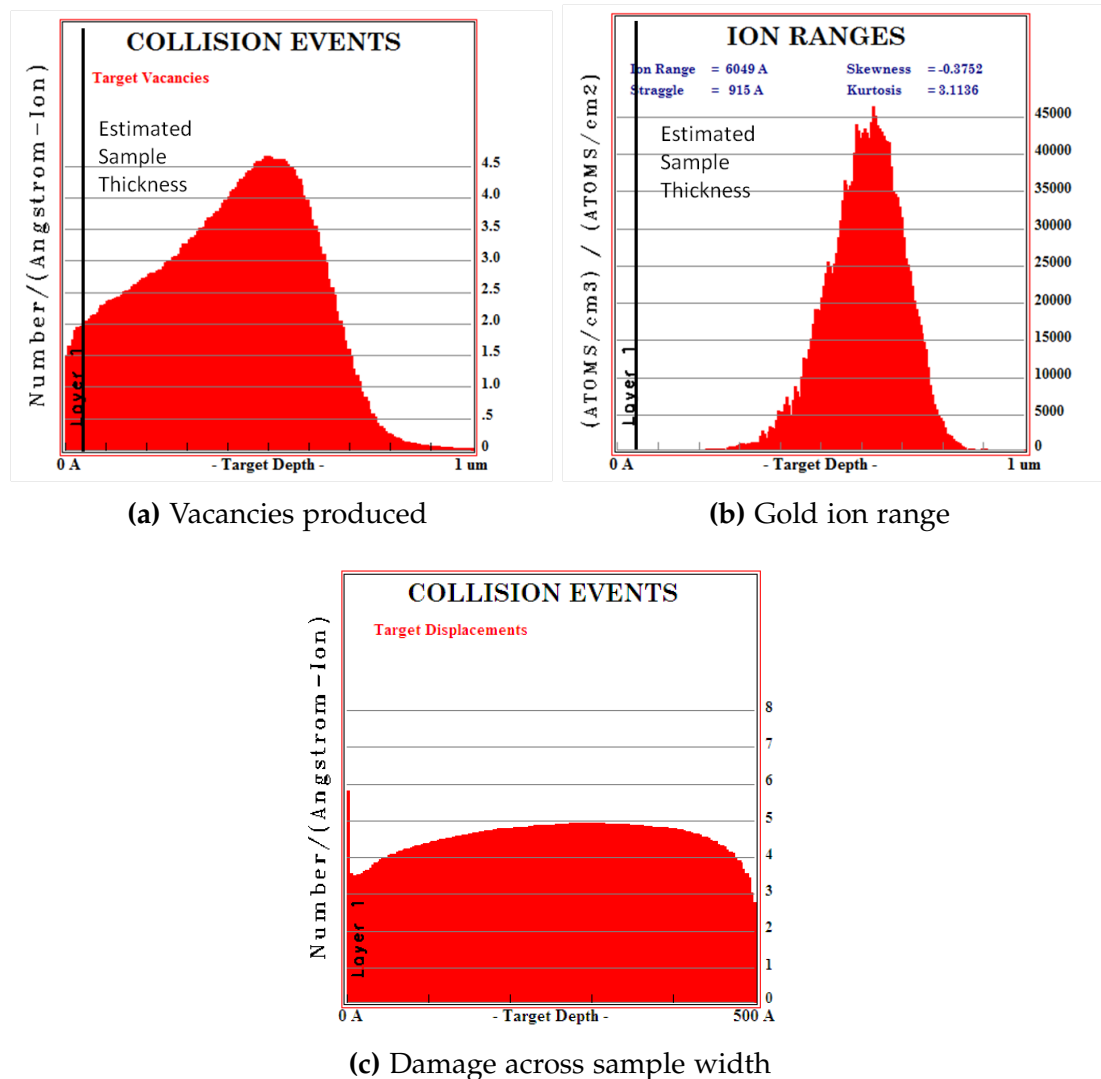 COLLISION EVENTS
Target Vacancies
Estimated
Sample
Thickness
Number/(Angstrom-Ion)
4.5
4.0
3.5
3.0
2.5
2.0
1.5
1.0
.5
0
Layer 1
0 A
- Target Depth -
1 um
(a) Vacancies produced
ION RANGES
Ion Range = 6049 A Skewness = -0.3752
Straggle = 915 A Kurtosis = 3.1136
Estimated
Sample
Thickness
(ATOMS/cm3) / (ATOMS/cm2)
45000
40000
35000
30000
25000
20000
15000
10000
5000
0
Layer 1
0 A
- Target Depth -
1 um
(b) Gold ion range
COLLISION EVENTS
Target Displacements
Number/(Angstrom-Ion)
8
7
6
5
4
3
2
1
0
Layer 1
0 A
- Target Depth -
500 A
(c) Damage across sample width